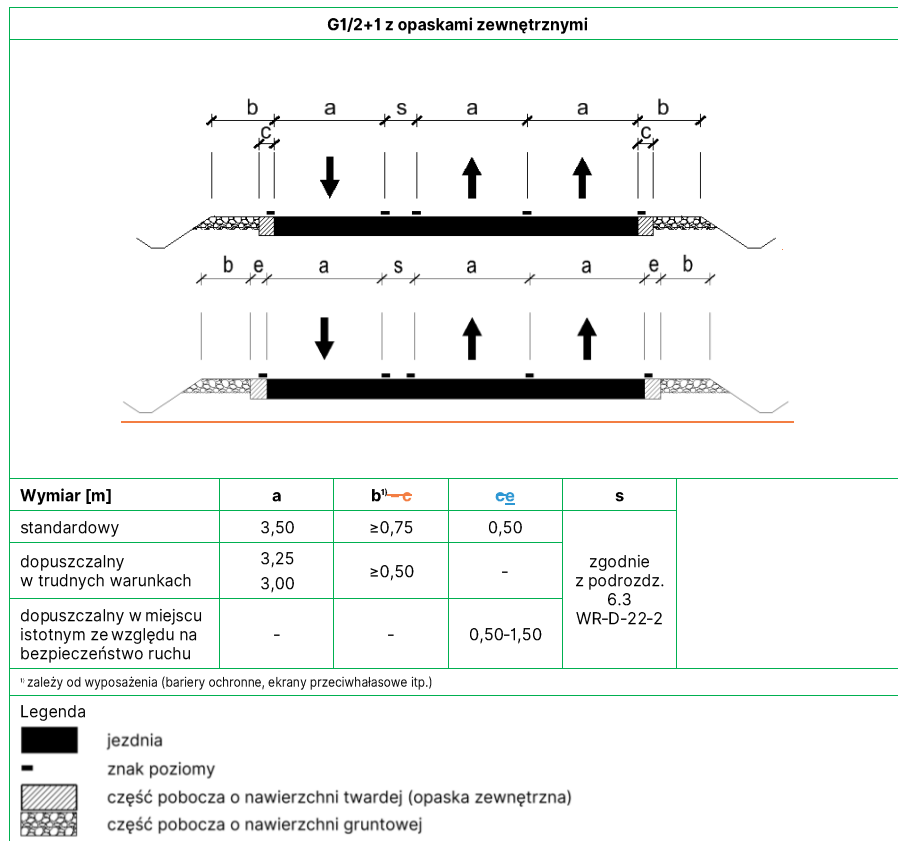 G1/2+1 z opaskami zewnętrznymi
b a s a a b
c c
b e a s a a e b
Wymiar [m] a b¹⁾ – c ce s
standardowy 3,50 ≥0,75 0,50
dopuszczalny
w trudnych warunkach
3,25
3,00
≥0,50 -
zgodnie
z podrozdz.
6.3
WR-D-22-2
dopuszczalny w miejscu
istotnym ze względu na
bezpieczeństwo ruchu
- - 0,50-1,50
¹⁾ zależy od wyposażenia (bariery ochronne, ekrany przeciwhałasowe itp.)
Legenda
jezdnia
znak poziomy
część pobocza o nawierzchni twardej (opaska zewnętrzna)
część pobocza o nawierzchni gruntowej